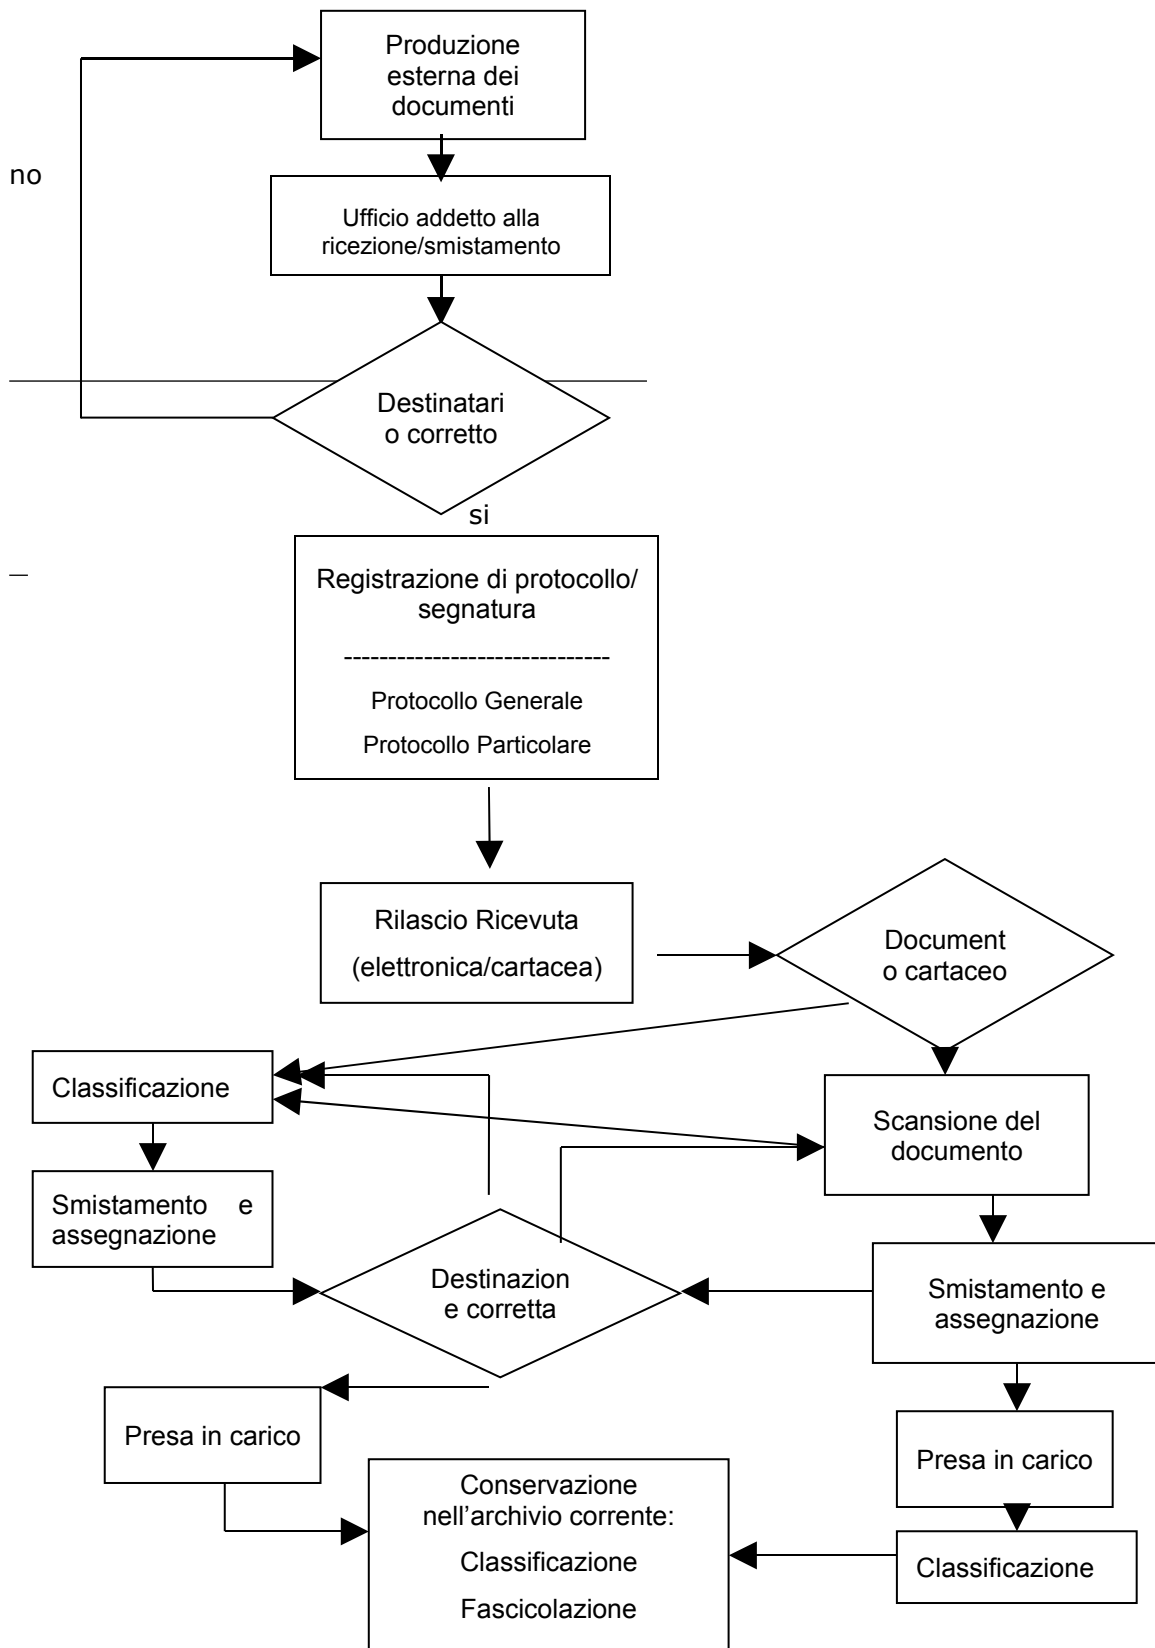 Produzione
esterna dei
documenti
no
Ufficio addetto alla
ricezione/smistamento
Destinatari
o corretto
si
Registrazione di protocollo/
segnatura
------------------------------
Protocollo Generale
Protocollo Particolare
Rilascio Ricevuta
(elettronica/cartacea)
Document
o cartaceo
Classificazione
Scansione del
documento
Smistamento e
assegnazione
Destinazion
e corretta
Smistamento e
assegnazione
Presa in carico
Presa in carico
Conservazione
nell’archivio corrente:
Classificazione
Fascicolazione
Classificazione